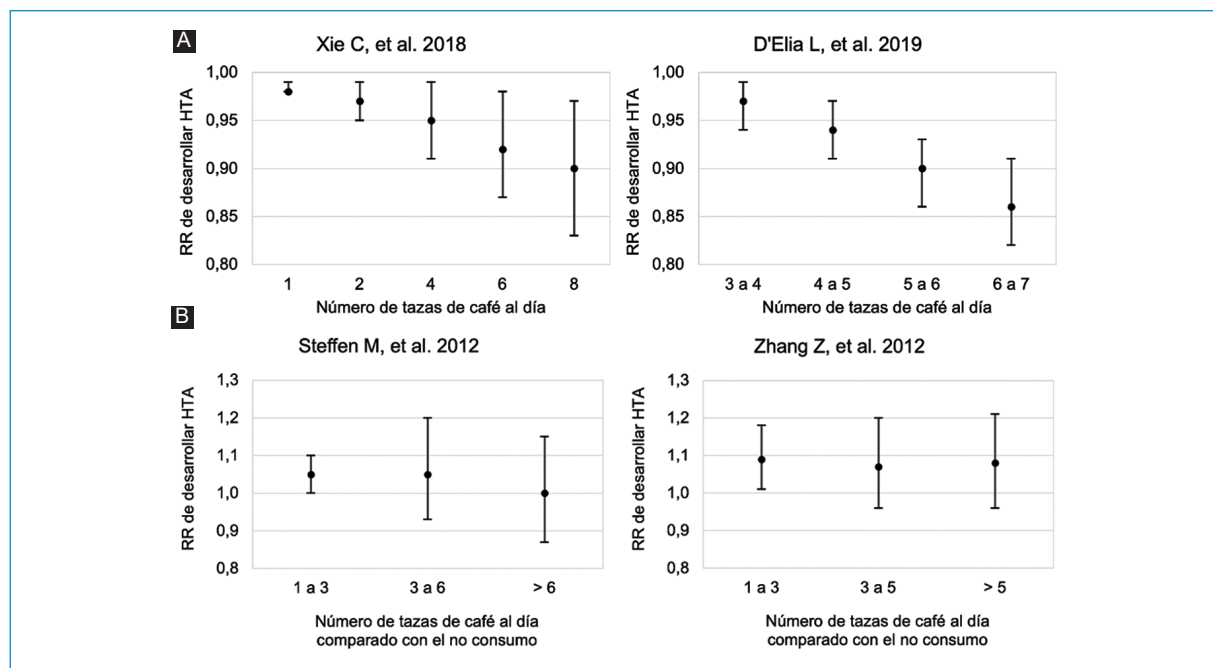 A
Xie C, et al. 2018
RR de desarrollar HTA
1,00
0,95
0,90
0,85
0,80
1 2 4 6 8
Número de tazas de café al día
D'Elia L, et al. 2019
RR de desarrollar HTA
1,00
0,95
0,90
0,85
0,80
3 a 4 4 a 5 5 a 6 6 a 7
Número de tazas de café al día
B
Steffen M, et al. 2012
RR de desarrollar HTA
1,3
1,2
1,1
1,0
0,9
0,8
1 a 3 3 a 6 > 6
Número de tazas de café al día
comparado con el no consumo
Zhang Z, et al. 2012
RR de desarrollar HTA
1,3
1,2
1,1
1,0
0,9
0,8
1 a 3 3 a 5 > 5
Número de tazas de café al día
comparado con el no consumo